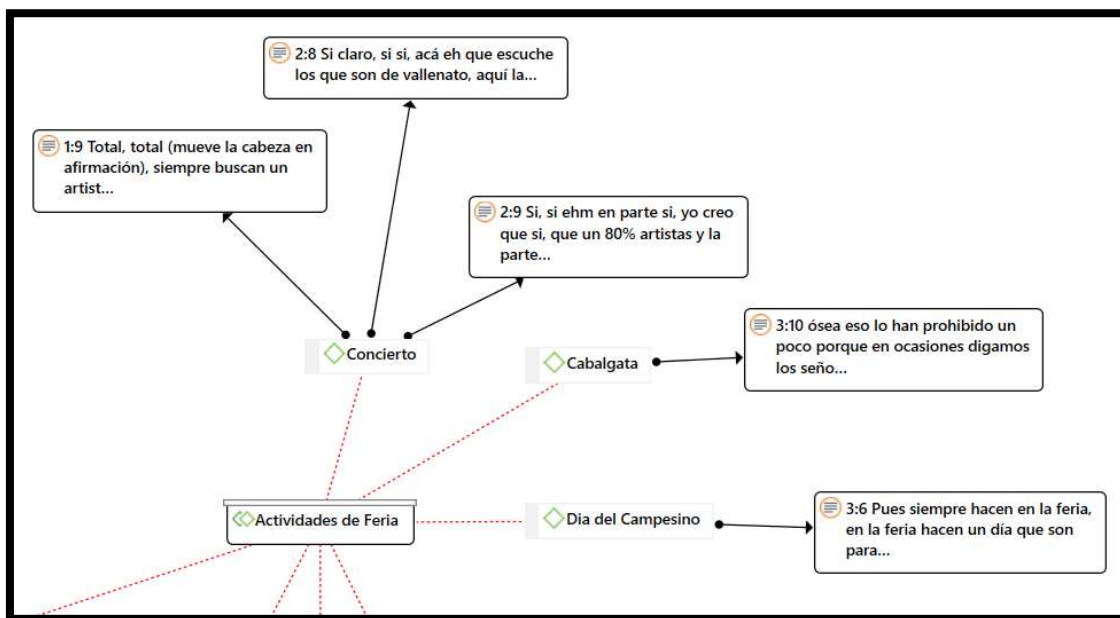 2:8 Si claro, si si, acá eh que escuche
los que son de vallenato, aquí la...
1:9 Total, total (mueve la cabeza en
afirmación), siempre buscan un
artist...
2:9 Si, si ehm en parte si, yo creo
que si, que un 80% artistas y la
parte...
3:10 ósea eso lo han prohibido un
poco porque en ocasiones digamos
los seño...
Concierto
Cabalgata
Actividades de Feria
Dia del Campesino
3:6 Pues siempre hacen en la feria,
en la feria hacen un día que son
para...